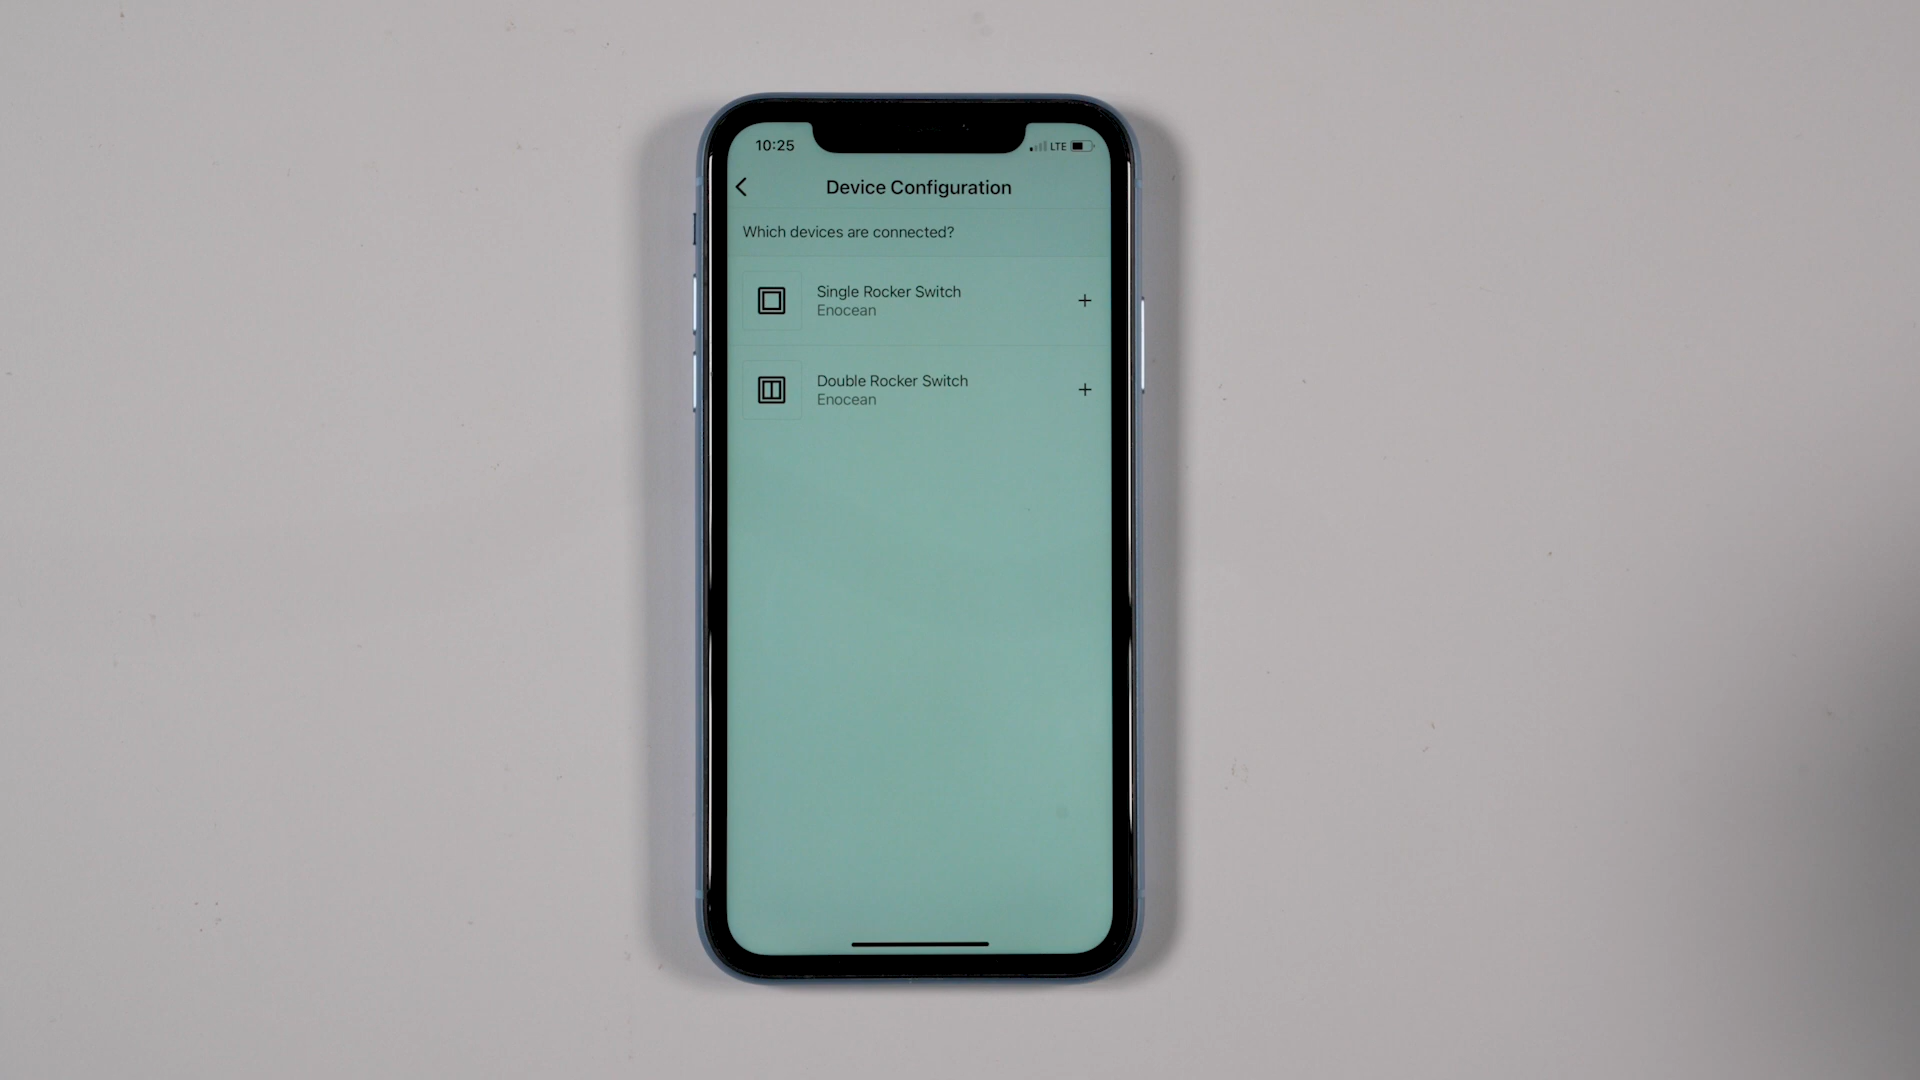 10:25
LTE
Device Configuration
Which devices are connected?
Single Rocker Switch
Enocean
+
Double Rocker Switch
Enocean
+